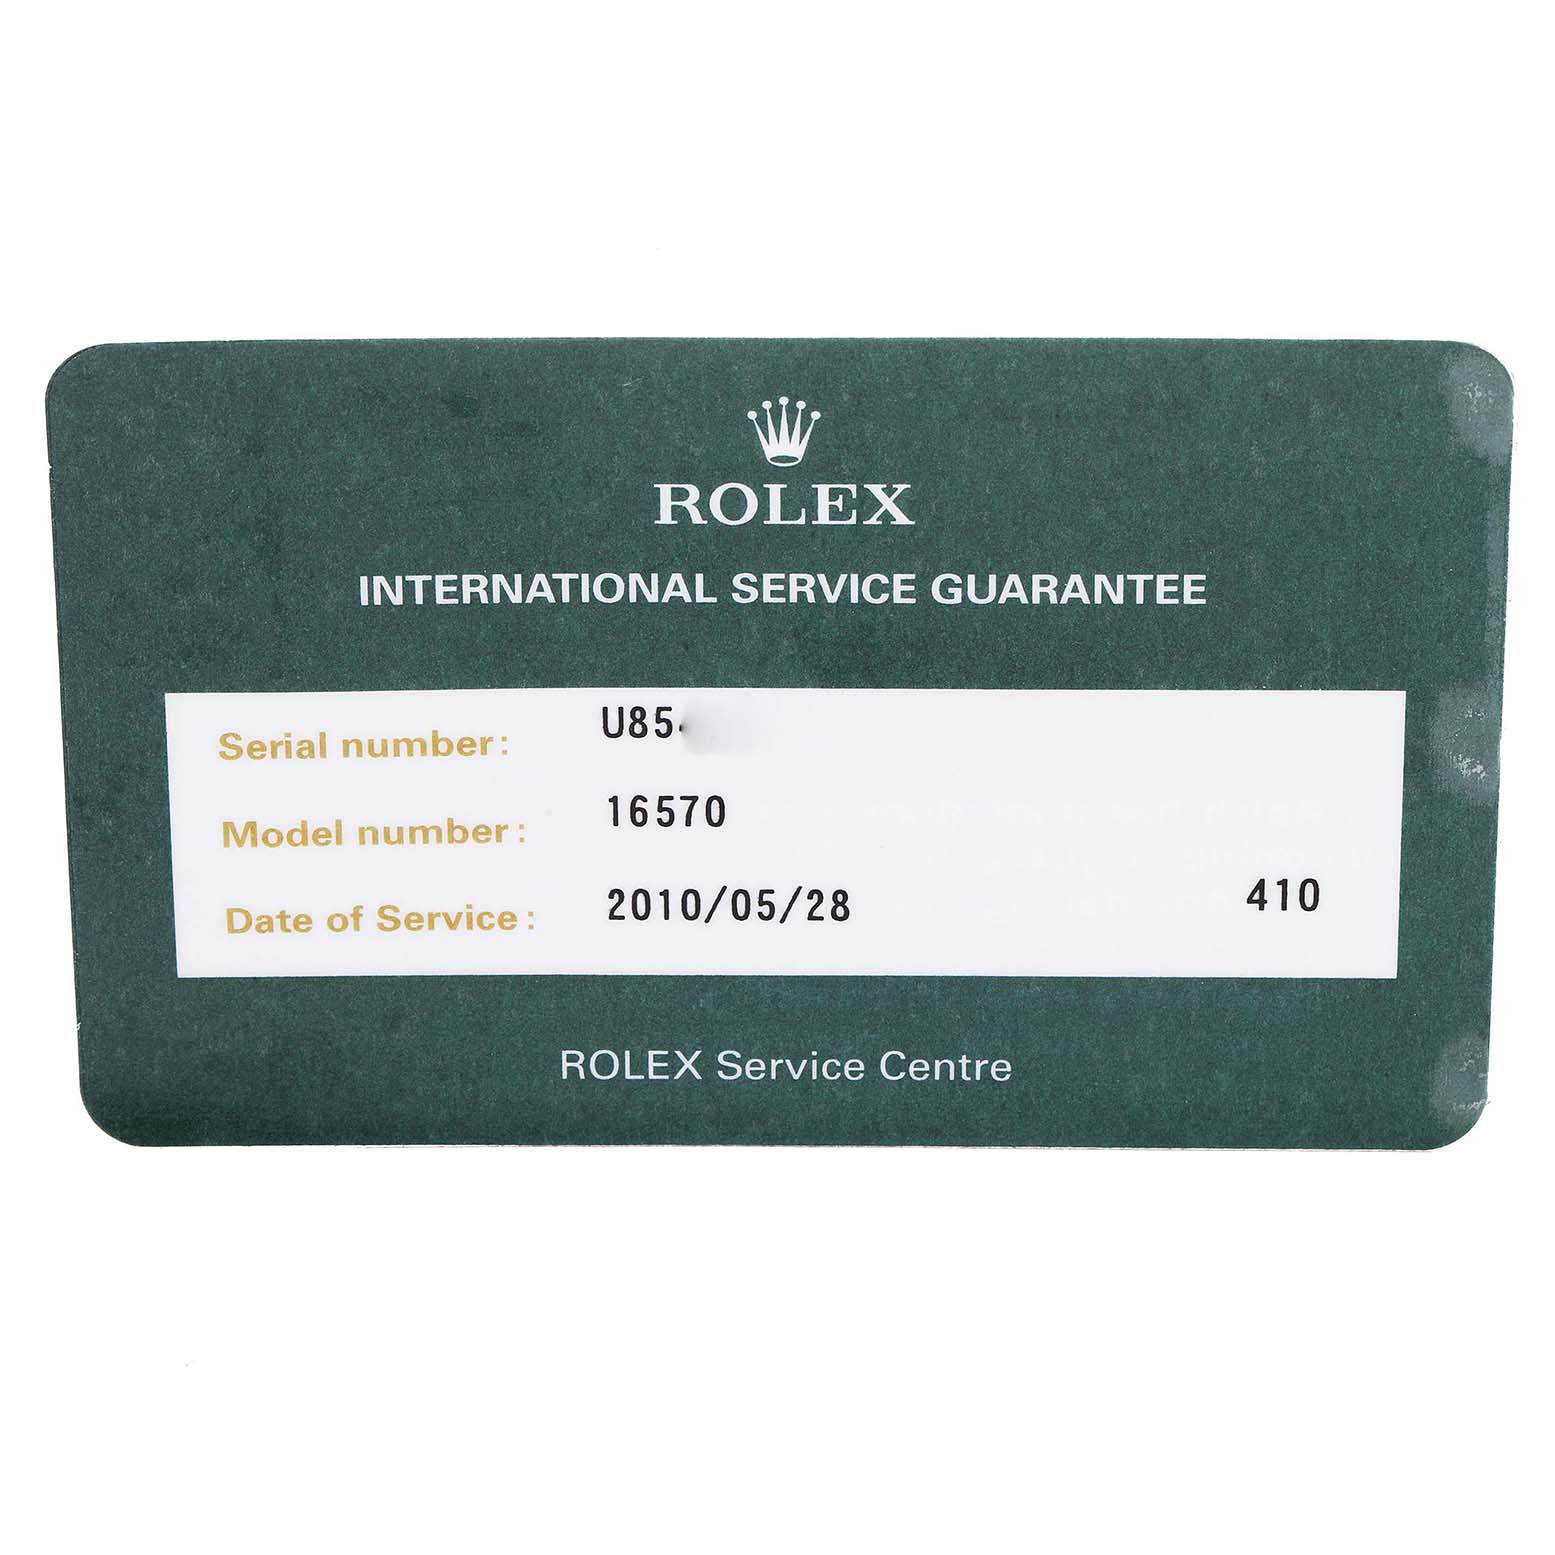 ROLEX
INTERNATIONAL SERVICE GUARANTEE
Serial number: U85
Model number: 16570
Date of Service: 2010/05/28 410
ROLEX Service Centre